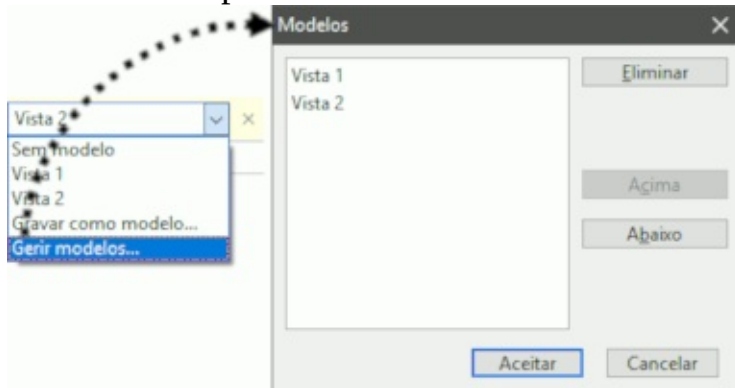 Vista 2
Sem modelo
Vista 1
Vista 2
Gravar como modelo...
Gerir modelos...
Modelos
Vista 1
Vista 2
Eliminar
Acima
Abaixo
Aceitar
Cancelar